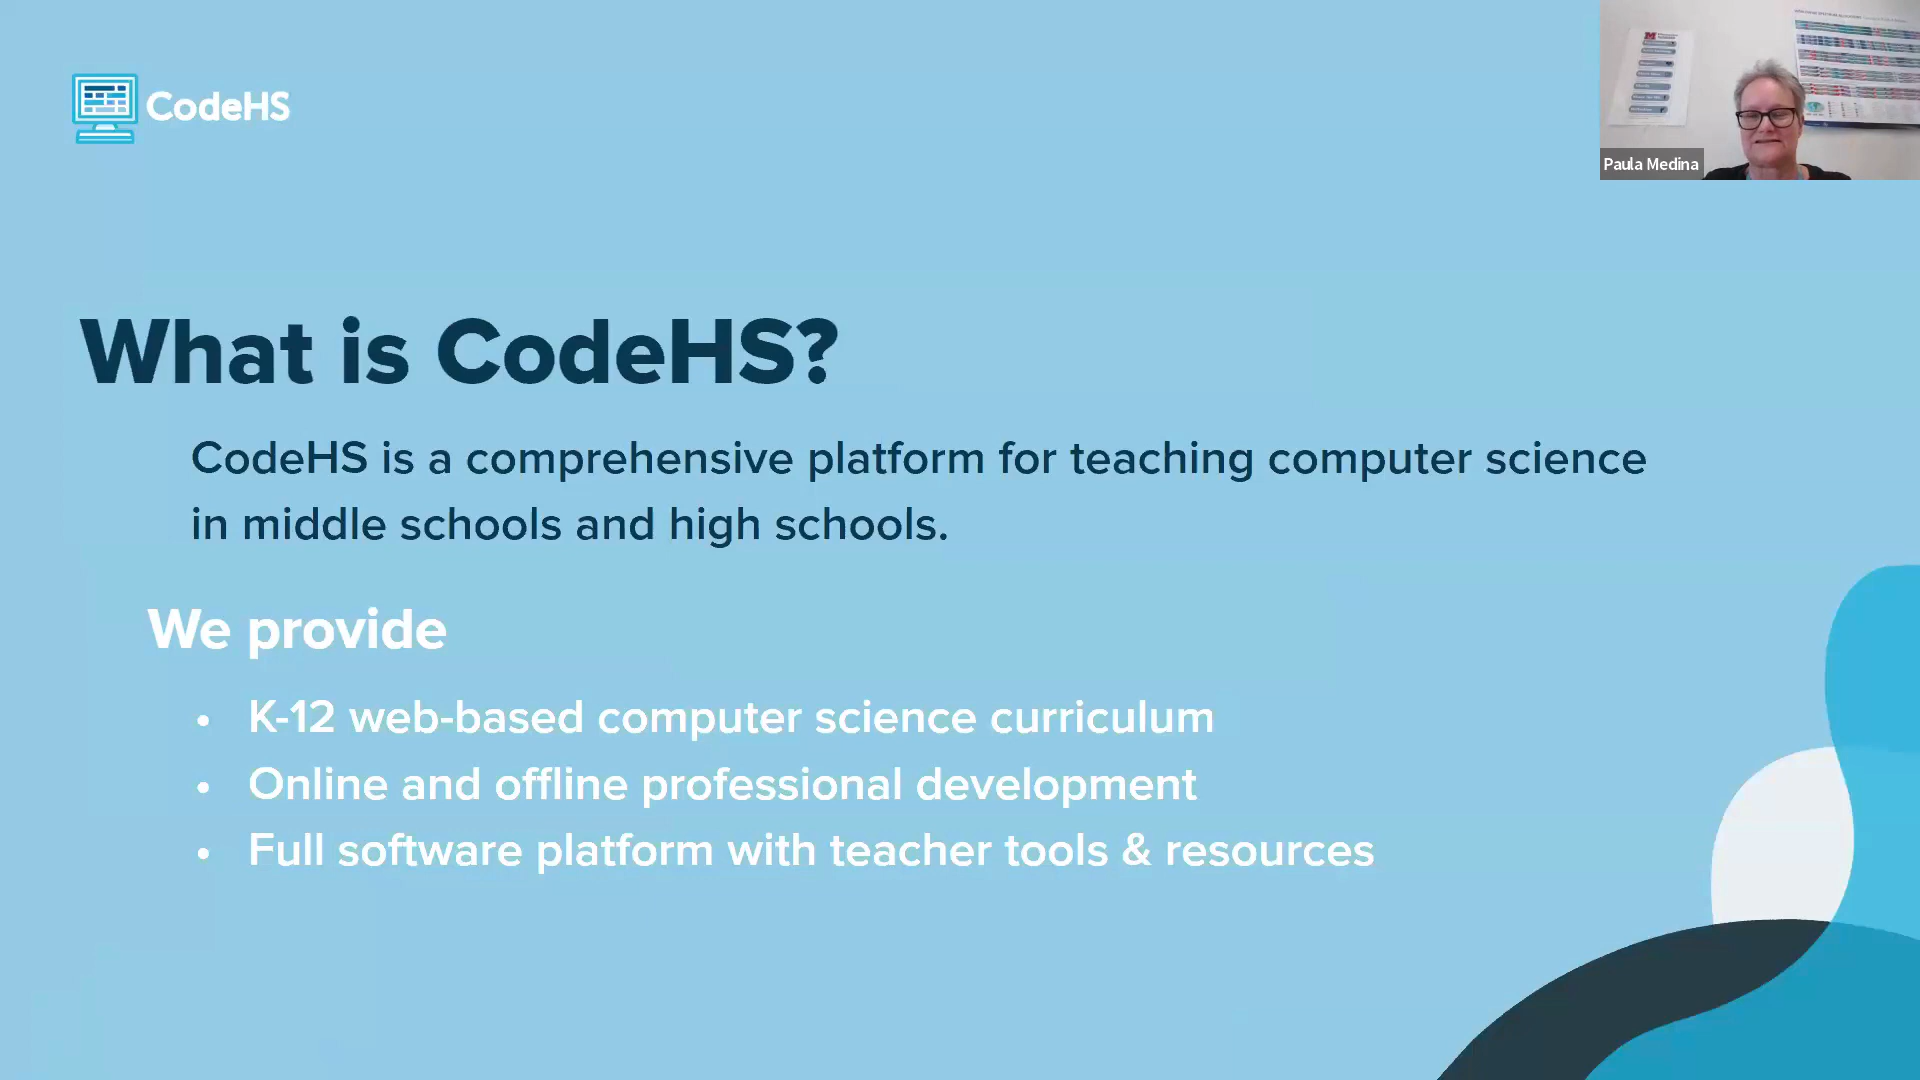 CodeHS
Paula Medina
What is CodeHS?
CodeHS is a comprehensive platform for teaching computer science
in middle schools and high schools.
We provide
• K-12 web-based computer science curriculum
• Online and offline professional development
• Full software platform with teacher tools & resources